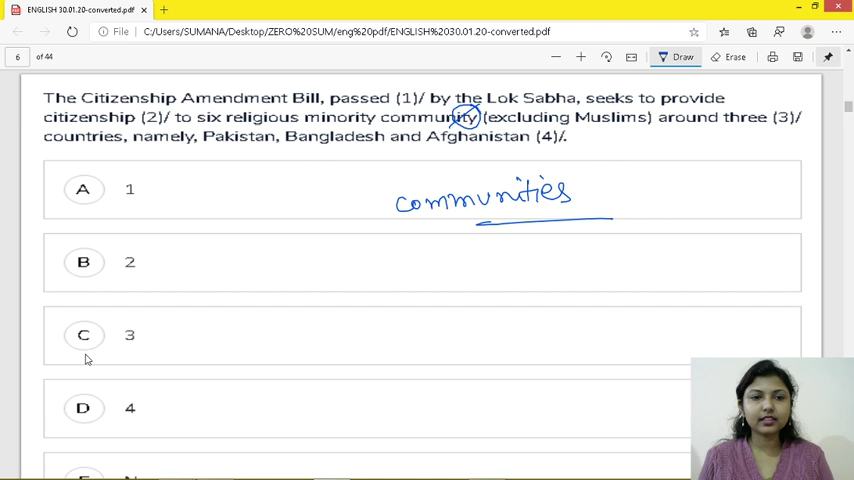 ENGLISH 30.01.20-converted.pdf
File C:/Users/SUMANA/Desktop/ZERO%20SUM/eng%20pdf/ENGLISH%2030.01.20-converted.pdf
6 of 44 Draw Erase
The Citizenship Amendment Bill, passed (1)/ by the Lok Sabha, seeks to provide
citizenship (2)/ to six religious minority community (excluding Muslims) around three (3)/
countries, namely, Pakistan, Bangladesh and Afghanistan (4)/.
A 1
communities
B 2
C 3
D 4